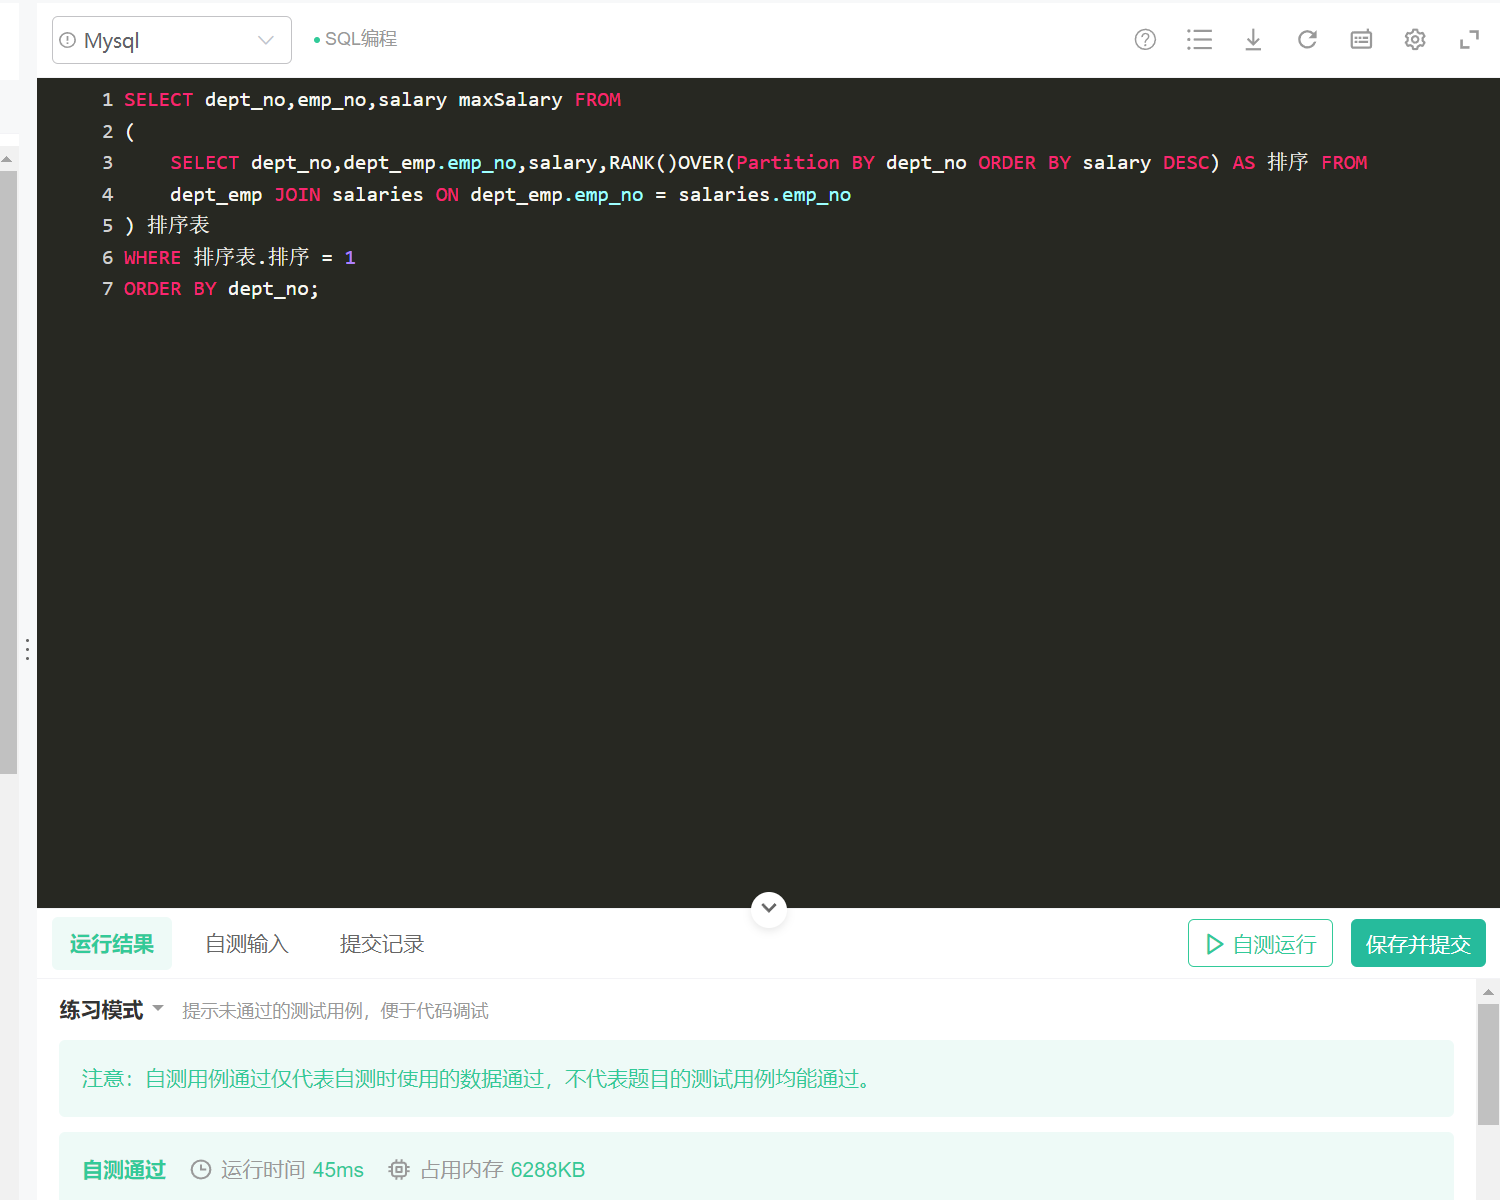 Mysql
SQL编程
1 SELECT dept_no,emp_no,salary maxSalary FROM
2 (
3 SELECT dept_no,dept_emp.emp_no,salary,RANK()OVER(Partition BY dept_no ORDER BY salary DESC) AS 排序 FROM
4 dept_emp JOIN salaries ON dept_emp.emp_no = salaries.emp_no
5 ) 排序表
6 WHERE 排序表.排序 = 1
7 ORDER BY dept_no;
运行结果 自测输入 提交记录 自测运行 保存并提交
练习模式 提示未通过的测试用例，便于代码调试
注意：自测用例通过仅代表自测时使用的数据通过，不代表题目的测试用例均能通过。
自测通过 运行时间 45ms 占用内存 6288KB